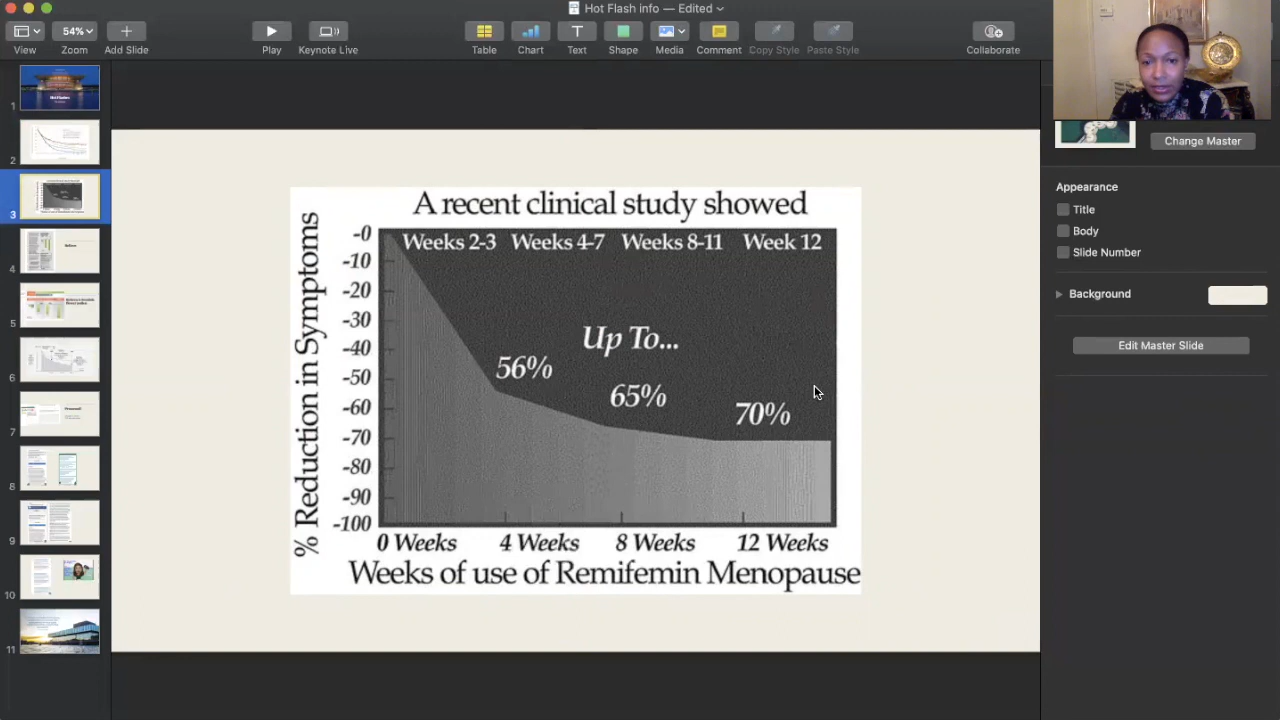 Hot Flash info — Edited
View
54%
Zoom
Add Slide
Play
Keynote Live
Table
Chart
Text
Shape
Media
Comment
Copy Style
Paste Style
Collaborate
1
2
3
4
5
6
7
8
9
10
11
A recent clinical study showed
Weeks 2-3 Weeks 4-7 Weeks 8-11 Week 12
% Reduction in Symptoms
-0
-10
-20
-30
-40
-50
-60
-70
-80
-90
-100
Up To...
56%
65%
70%
0 Weeks 4 Weeks 8 Weeks 12 Weeks
Weeks of use of Remifemin Menopause
Change Master
Appearance
Title
Body
Slide Number
Background
Edit Master Slide